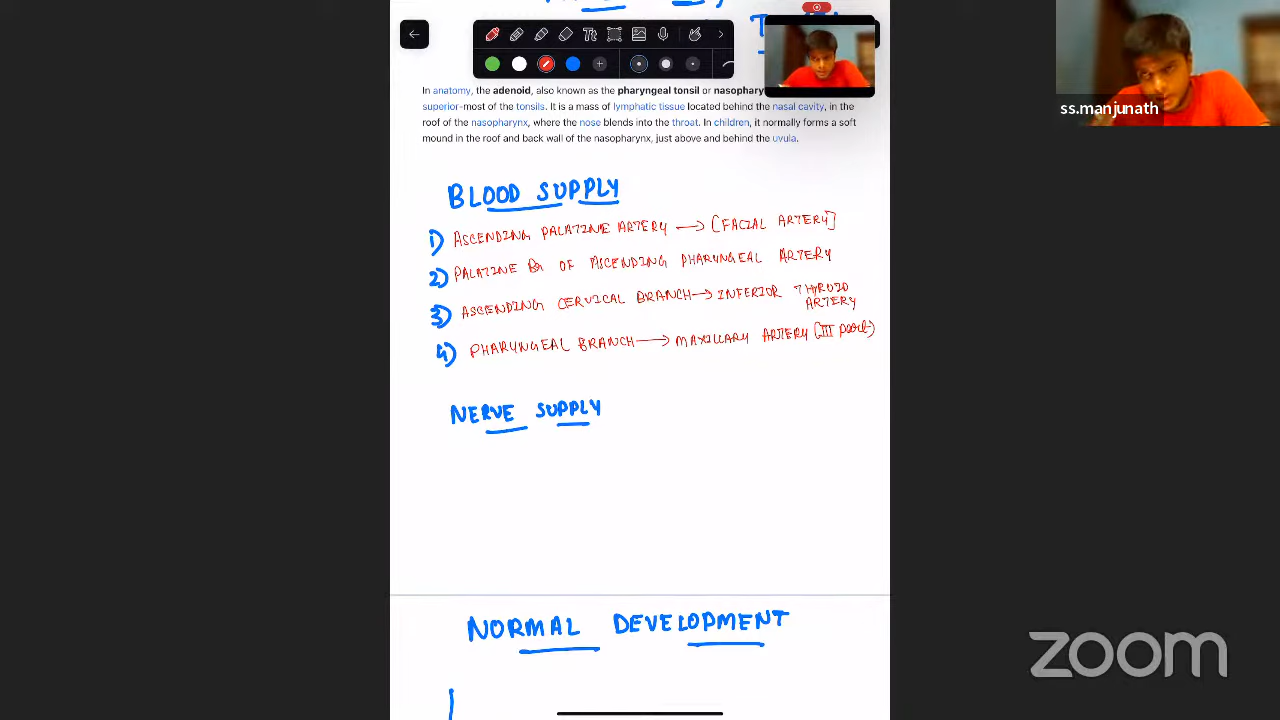 ss.manjunath
In anatomy, the adenoid, also known as the pharyngeal tonsil or nasophary
superior-most of the tonsils. It is a mass of lymphatic tissue located behind the nasal cavity, in the
roof of the nasopharynx, where the nose blends into the throat. In children, it normally forms a soft
mound in the roof and back wall of the nasopharynx, just above and behind the uvula.
BLOOD SUPPLY
1) ASCENDING PALATINE ARTERY → [FACIAL ARTERY]
2) PALATINE Br OF ASCENDING PHARYNGEAL ARTERY
3) ASCENDING CERVICAL BRANCH → INFERIOR THYROID
ARTERY
4) PHARYNGEAL BRANCH → MAXILLARY ARTERY (III part)
NERVE SUPPLY
NORMAL DEVELOPMENT
zoom